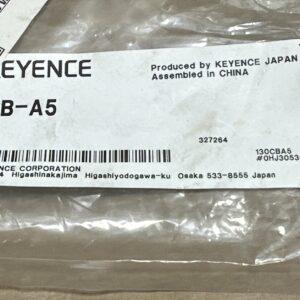 KEYENCE
B-A5
Produced by KEYENCE JAPAN
Assembled in CHINA
327264
130CBA5
#0HJ3053
ENCE CORPORATION
Higashinakajima Higashiyodogawa-ku Osaka 533-8555 Japan